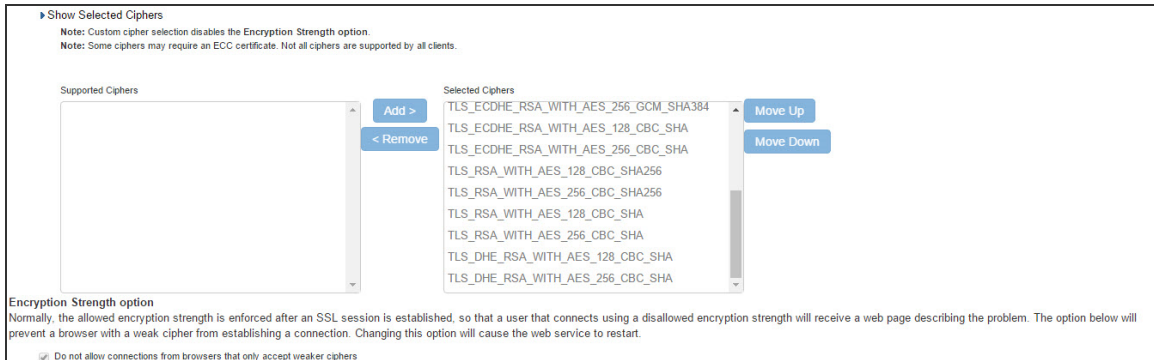 Show Selected Ciphers
Note: Custom cipher selection disables the Encryption Strength option.
Note: Some ciphers may require an ECC certificate. Not all ciphers are supported by all clients.
Supported Ciphers
Add >
< Remove
Selected Ciphers
TLS_ECDHE_RSA_WITH_AES_256_GCM_SHA384
TLS_ECDHE_RSA_WITH_AES_128_CBC_SHA
TLS_ECDHE_RSA_WITH_AES_256_CBC_SHA
TLS_RSA_WITH_AES_128_CBC_SHA256
TLS_RSA_WITH_AES_256_CBC_SHA256
TLS_RSA_WITH_AES_128_CBC_SHA
TLS_RSA_WITH_AES_256_CBC_SHA
TLS_DHE_RSA_WITH_AES_128_CBC_SHA
TLS_DHE_RSA_WITH_AES_256_CBC_SHA
Move Up
Move Down
Encryption Strength option
Normally, the allowed encryption strength is enforced after an SSL session is established, so that a user that connects using a disallowed encryption strength will receive a web page describing the problem. The option below will
prevent a browser with a weak cipher from establishing a connection. Changing this option will cause the web service to restart.
Do not allow connections from browsers that only accept weaker ciphers